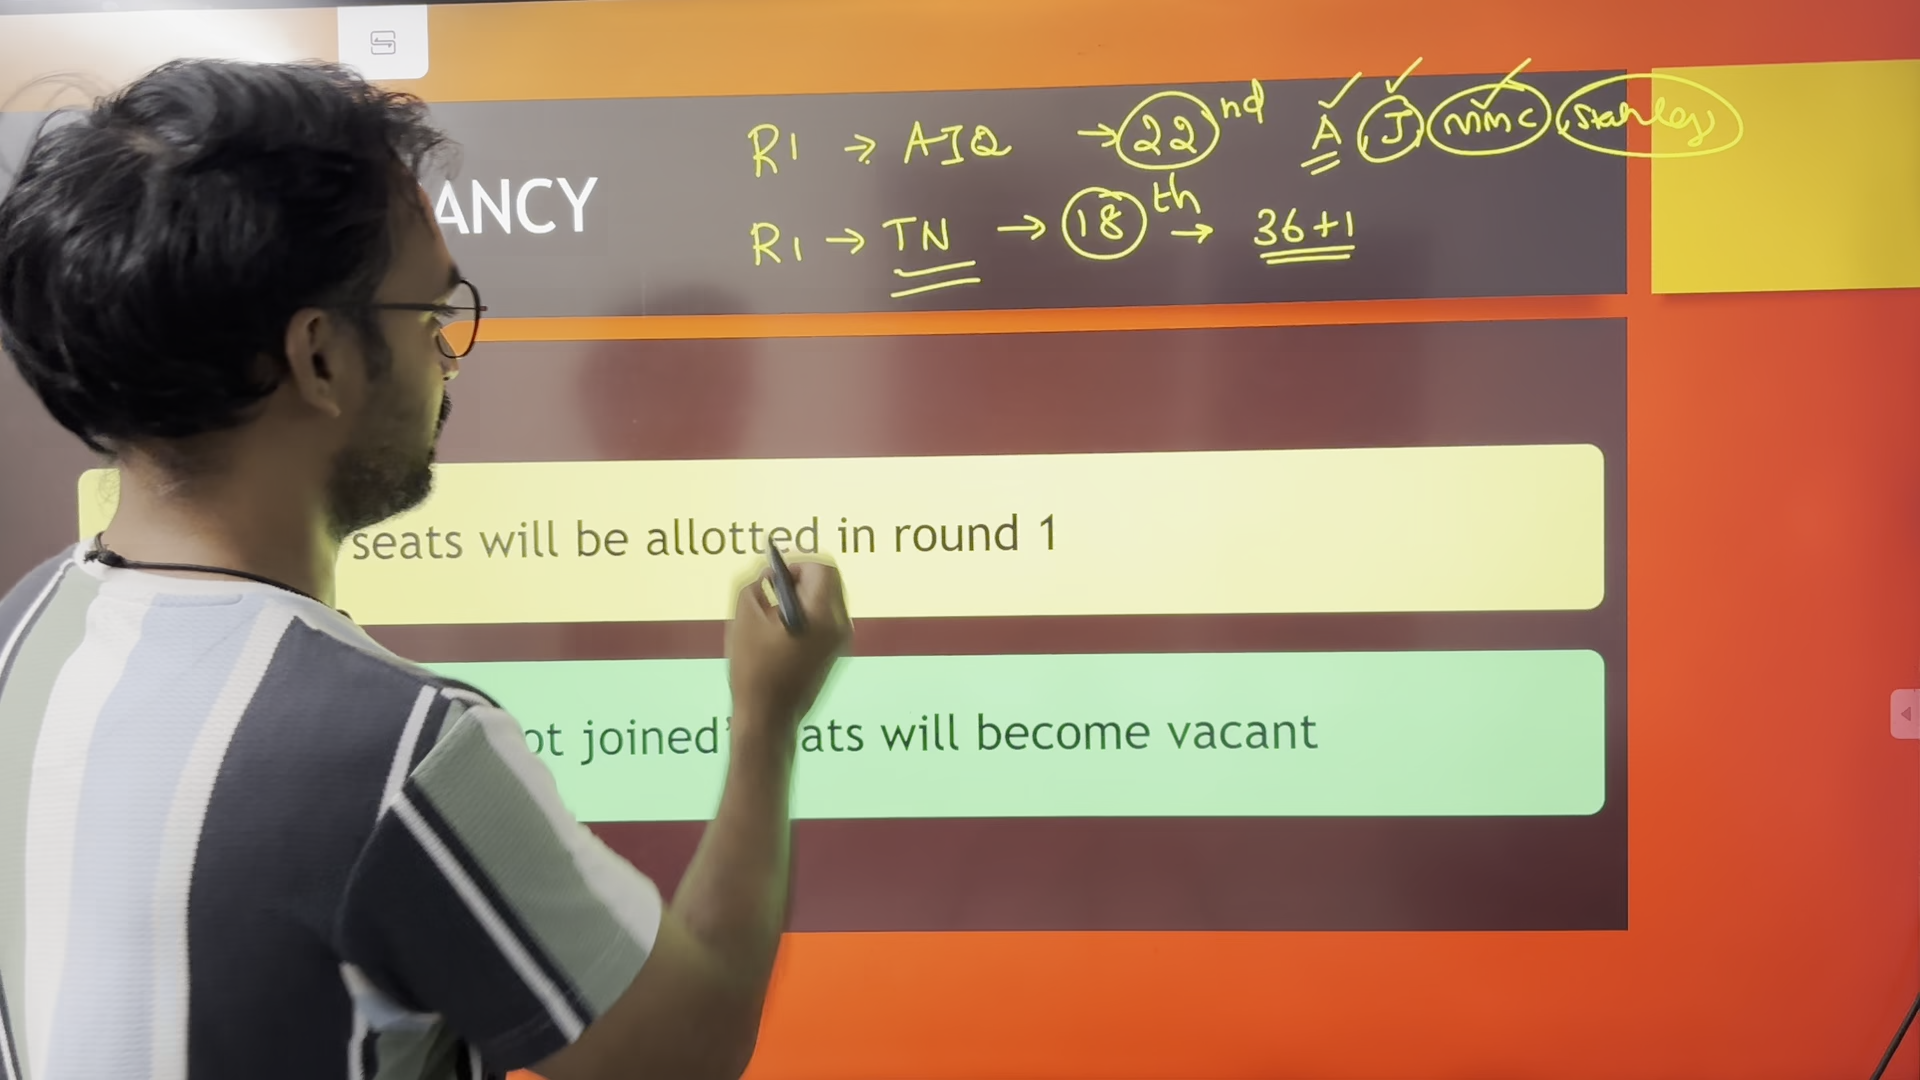 R1 → AIQ → 22nd A, J, MMC, Stanley
ANCY
R1 → TN → 18th → 36+1
seats will be allotted in round 1
ot joined' ats will become vacant